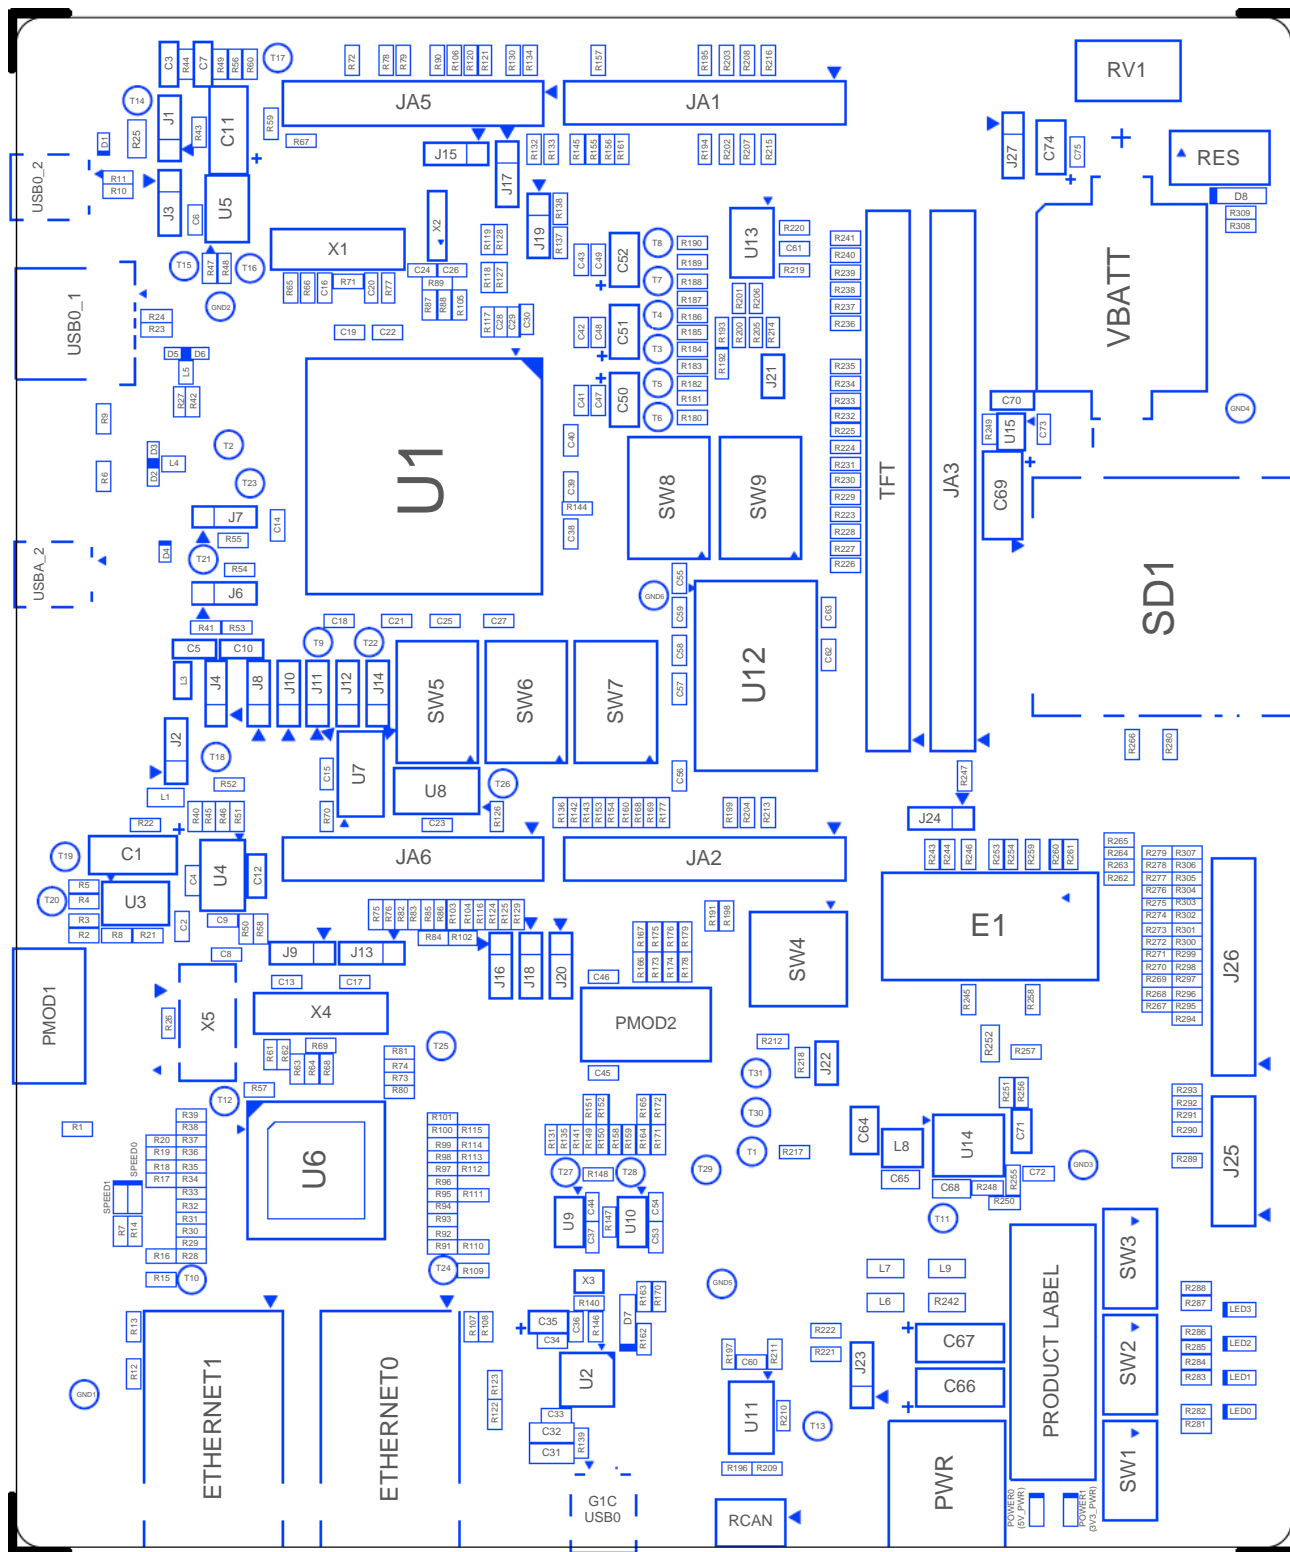 C3
R44
C7
R49
R56
R60
T17
R72
R78
R79
R90
R106
R120
R121
R130
R134
R157
R195
R203
R208
R216
RV1
T14
J1
R43
C11
R59
JA5
JA1
D1
R25
R67
J15
J17
R132
R133
R145
R155
R156
R161
R194
R202
R207
R215
J27
C74
C75
RES
USB0_2
R11
R10
J3
C6
U5
D8
R309
R308
X1
X2
J19
R138
R137
R119
R128
C43
C49
C52
T8
R190
R189
U13
R220
C61
R219
R241
R240
R239
R238
R237
R236
T15
R47
R48
T16
GND2
R65
R66
C16
R71
C20
R77
C24
C26
R89
R87
R88
R105
R118
R127
R117
C28
C29
C30
T7
R188
R187
T4
R186
R185
T3
R184
R183
T5
R182
R181
T6
R180
C42
C48
C51
C41
C47
C50
R201
R206
R193
R200
R205
R214
R192
J21
USB0_1
R24
R23
C19
C22
D5
D6
L5
R27
R42
VBATT
R235
R234
R233
R232
R225
R224
R231
R230
R229
R223
R228
R227
R226
C70
R249
U15
C73
GND4
R9
R6
D3
D2
L4
T2
T23
U1
C40
C39
R144
C38
SW8
SW9
TFT
JA3
C69
SD1
J7
C14
R55
T21
R54
J6
D4
USBA_2
R41
R53
C5
C10
C18
C21
C25
C27
GND6
C55
C59
C58
C57
C56
U12
C63
C62
L3
J4
J8
J10
J11
J12
J14
T9
T22
SW5
SW6
SW7
J2
T18
R52
L1
R22
R40
R45
R46
R51
C15
R70
U7
U8
C23
T26
R126
R136
R142
R143
R153
R154
R160
R168
R169
R177
R199
R204
R213
R266
R280
R247
J24
T19
C1
U4
C12
C4
JA6
JA2
R243
R244
R246
R253
R254
R259
R260
R261
R265
R264
R263
R262
R279
R307
R278
R306
R277
R305
R276
R304
R275
R303
R274
R302
R273
R301
R272
R300
R271
R299
R270
R298
R269
R297
R268
R296
R267
R295
R294
J26
T20
R5
R4
R3
R2
U3
R8
R21
C2
C9
R50
R58
C8
R75
R76
R82
R83
R85
R86
R103
R104
R116
R124
R125
R129
R84
R102
J9
J13
J16
J18
J20
R167
R175
R176
R179
R166
R173
R174
R178
R191
R198
SW4
E1
R245
R258
PMOD1
X5
R26
C13
C17
X4
C46
PMOD2
C45
R61
R62
R63
R64
R68
R69
R81
R74
R73
R80
T25
R212
R218
J22
T31
T30
T1
R217
R252
R257
R251
R256
R57
T12
R1
R39
R38
R20
R37
R19
R36
R18
R35
R17
R34
R33
R32
R31
R30
R29
R16
R28
R15
T10
SPEED0
SPEED1
R7
R14
U6
R101
R100
R115
R99
R114
R98
R113
R97
R112
R96
R95
R111
R94
R93
R92
R91
R110
T24
R109
R151
R152
R165
R172
R131
R135
R141
R149
R150
R158
R159
R164
R171
T27
R148
T28
T29
U9
C44
C37
R147
U10
C54
C53
C64
L8
C65
U14
C71
C68
R248
R255
C72
R250
T11
GND3
R293
R292
R291
R290
R289
J25
X3
R140
GND5
R163
R170
D7
R162
C35
C34
C36
R146
L7
L9
L6
R242
PRODUCT LABEL
SW3
R288
R287
LED3
R13
R12
GND1
ETHERNET1
ETHERNET0
R107
R108
R123
R122
U2
C33
C32
C31
R139
R197
C60
R211
U11
R210
T13
R222
R221
J23
C67
C66
SW2
R286
R285
R284
R283
LED2
LED1
R282
R281
LED0
SW1
R196
R209
G1C
USB0
RCAN
PWR
POWER0
(5V_PWR)
POWER1
(3V3_PWR)